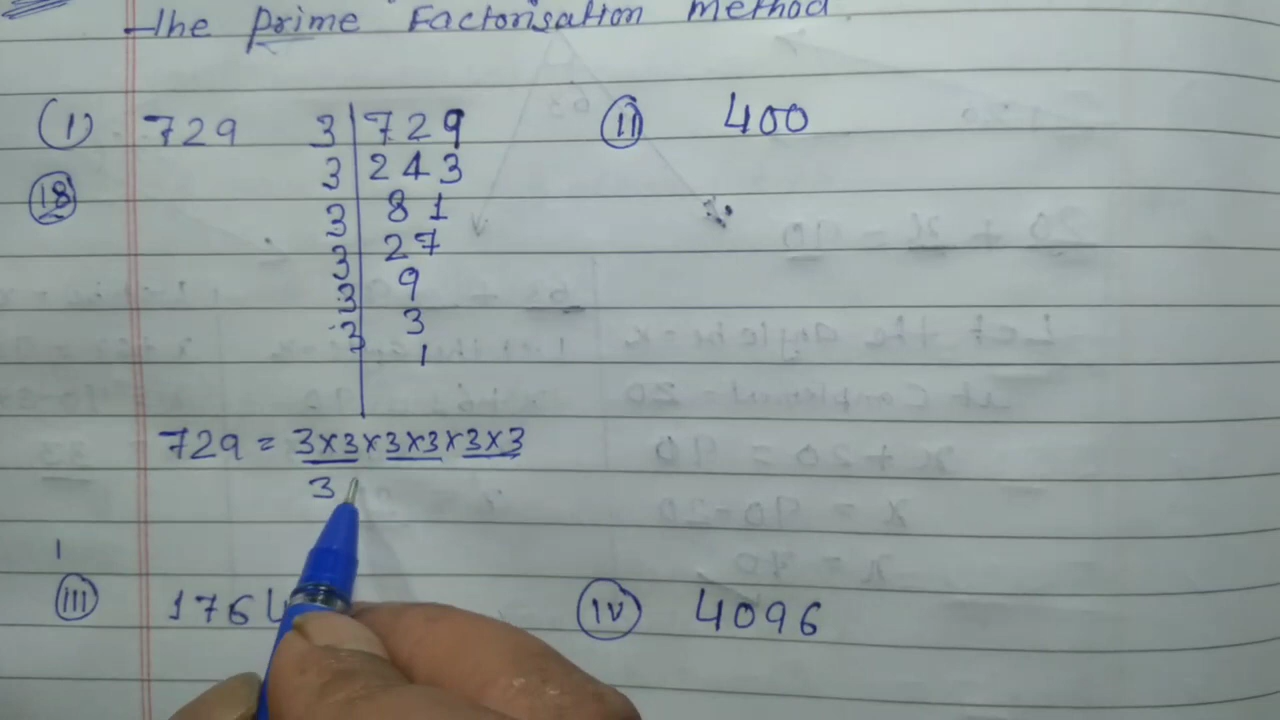 The prime Factorisation Method
(I) 729
3 | 729
3 | 243
3 | 81
3 | 27
3 | 9
3 | 3
1
(II) 400
(18)
729 = 3×3×3×3×3×3
3
(III) 1764
(IV) 4096